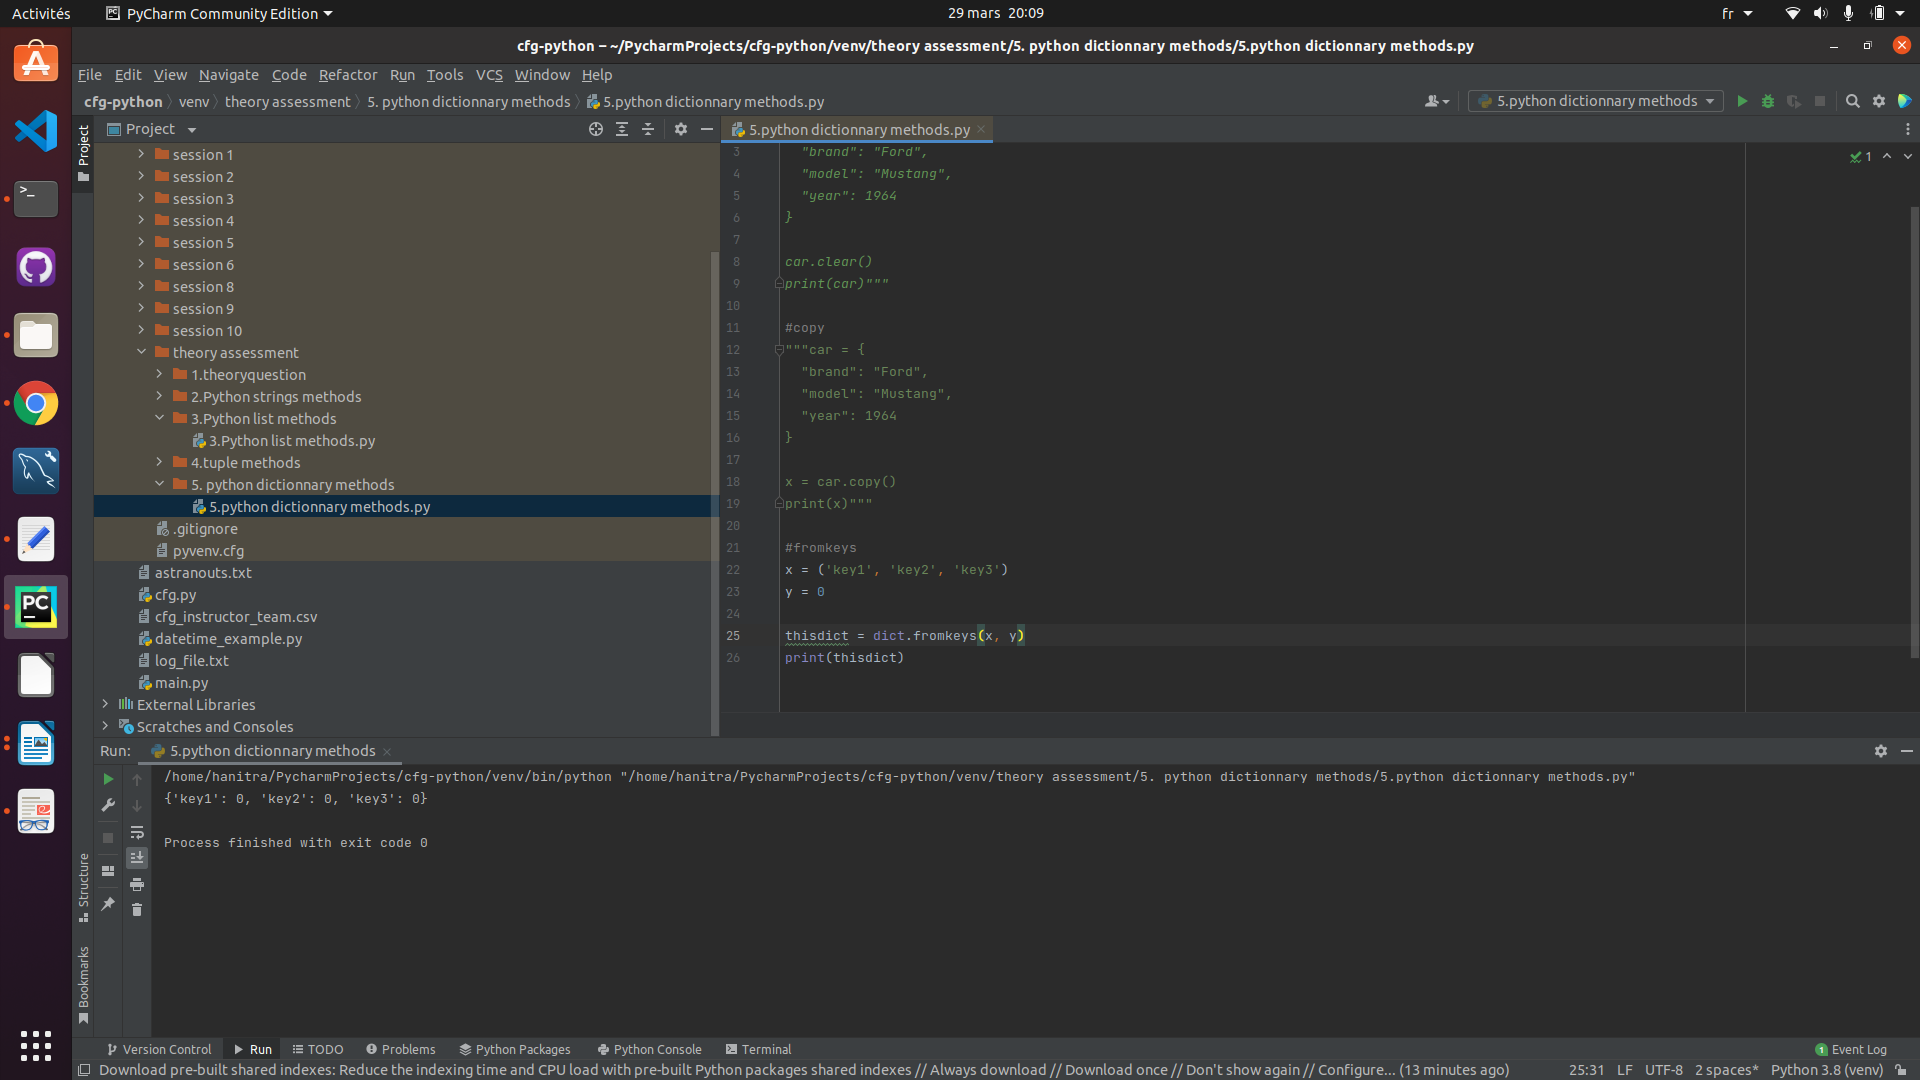 Activités
PyCharm Community Edition
29 mars 20:09
fr
cfg-python – ~/PycharmProjects/cfg-python/venv/theory assessment/5. python dictionnary methods/5.python dictionnary methods.py
File Edit View Navigate Code Refactor Run Tools VCS Window Help
cfg-python venv theory assessment 5. python dictionnary methods 5.python dictionnary methods.py
5.python dictionnary methods
Project
Project
session 1
session 2
session 3
session 4
session 5
session 6
session 8
session 9
session 10
theory assessment
1.theoryquestion
2.Python strings methods
3.Python list methods
3.Python list methods.py
4.tuple methods
5. python dictionnary methods
5.python dictionnary methods.py
.gitignore
pyvenv.cfg
astranouts.txt
cfg.py
cfg_instructor_team.csv
datetime_example.py
log_file.txt
main.py
External Libraries
Scratches and Consoles
5.python dictionnary methods.py
1
3 "brand": "Ford",
4 "model": "Mustang",
5 "year": 1964
6 }
7
8 car.clear()
9 print(car)"""
10
11 #copy
12 """car = {
13 "brand": "Ford",
14 "model": "Mustang",
15 "year": 1964
16 }
17
18 x = car.copy()
19 print(x)"""
20
21 #fromkeys
22 x = ('key1', 'key2', 'key3')
23 y = 0
24
25 thisdict = dict.fromkeys(x, y)
26 print(thisdict)
Run: 5.python dictionnary methods
/home/hanitra/PycharmProjects/cfg-python/venv/bin/python "/home/hanitra/PycharmProjects/cfg-python/venv/theory assessment/5. python dictionnary methods/5.python dictionnary methods.py"
{'key1': 0, 'key2': 0, 'key3': 0}
Process finished with exit code 0
Structure
Bookmarks
Version Control Run TODO Problems Python Packages Python Console Terminal
1 Event Log
Download pre-built shared indexes: Reduce the indexing time and CPU load with pre-built Python packages shared indexes // Always download // Download once // Don't show again // Configure... (13 minutes ago)
25:31 LF UTF-8 2 spaces* Python 3.8 (venv)